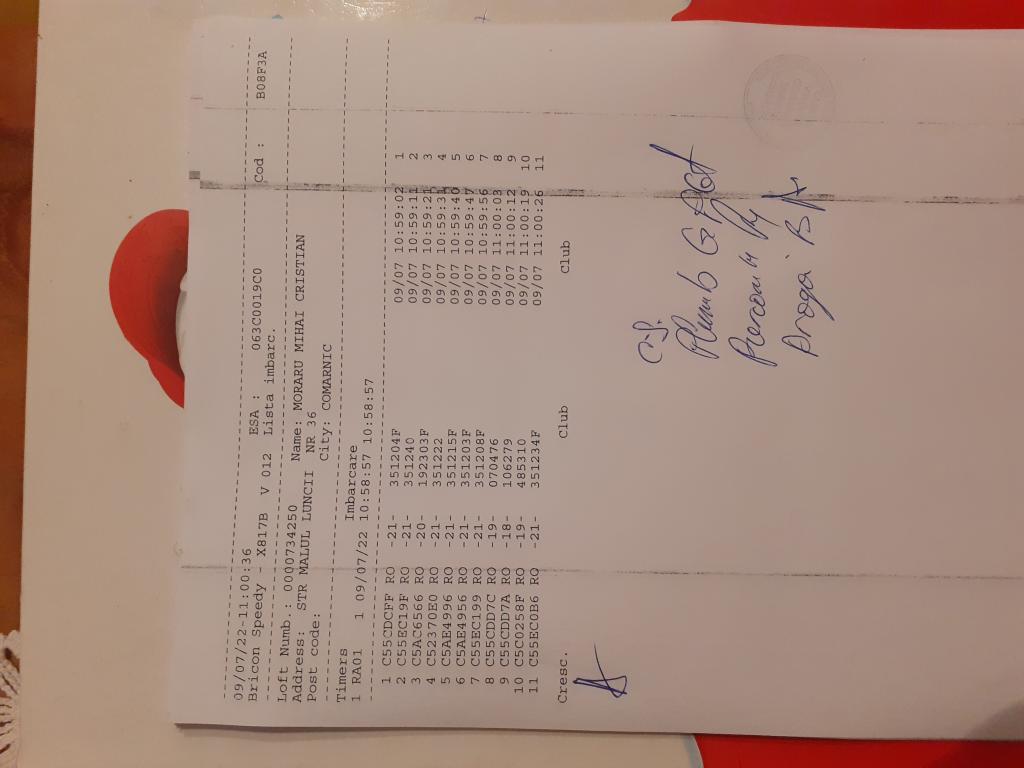 09/07/22-11:00:36
Bricon Speedy - X817B V 012 ESA : 063C0019C0
Lista imbarc. Cod : B08F3A
Loft Numb.: 0000734250 Name: MORARU MIHAI CRISTIAN
Address: STR MALUL LUNCII NR 36
Post code: City: COMARNIC
Timers Imbarcare
1 RA01 1 09/07/22 10:58:57 10:58:57
1 C55CDCFF RO -21- 351204F 09/07 10:59:02 1
2 C55EC19F RO -21- 351240 09/07 10:59:11 2
3 C5AC6566 RO -20- 192303F 09/07 10:59:21 3
4 C52370E0 RO -21- 351222 09/07 10:59:31 4
5 C5AE4996 RO -21- 351215F 09/07 10:59:40 5
6 C5AE4956 RO -21- 351203F 09/07 10:59:47 6
7 C55EC199 RO -21- 351208F 09/07 10:59:56 7
8 C55CDD7C RO -19- 070476 09/07 11:00:03 8
9 C55CDD7A RO -18- 106279 09/07 11:00:12 9
10 C5C0258F RO -19- 485310 09/07 11:00:19 10
11 C55EC0B6 RO -21- 351234F 09/07 11:00:26 11
Cresc. Club Club
C.S.
Plumb
B